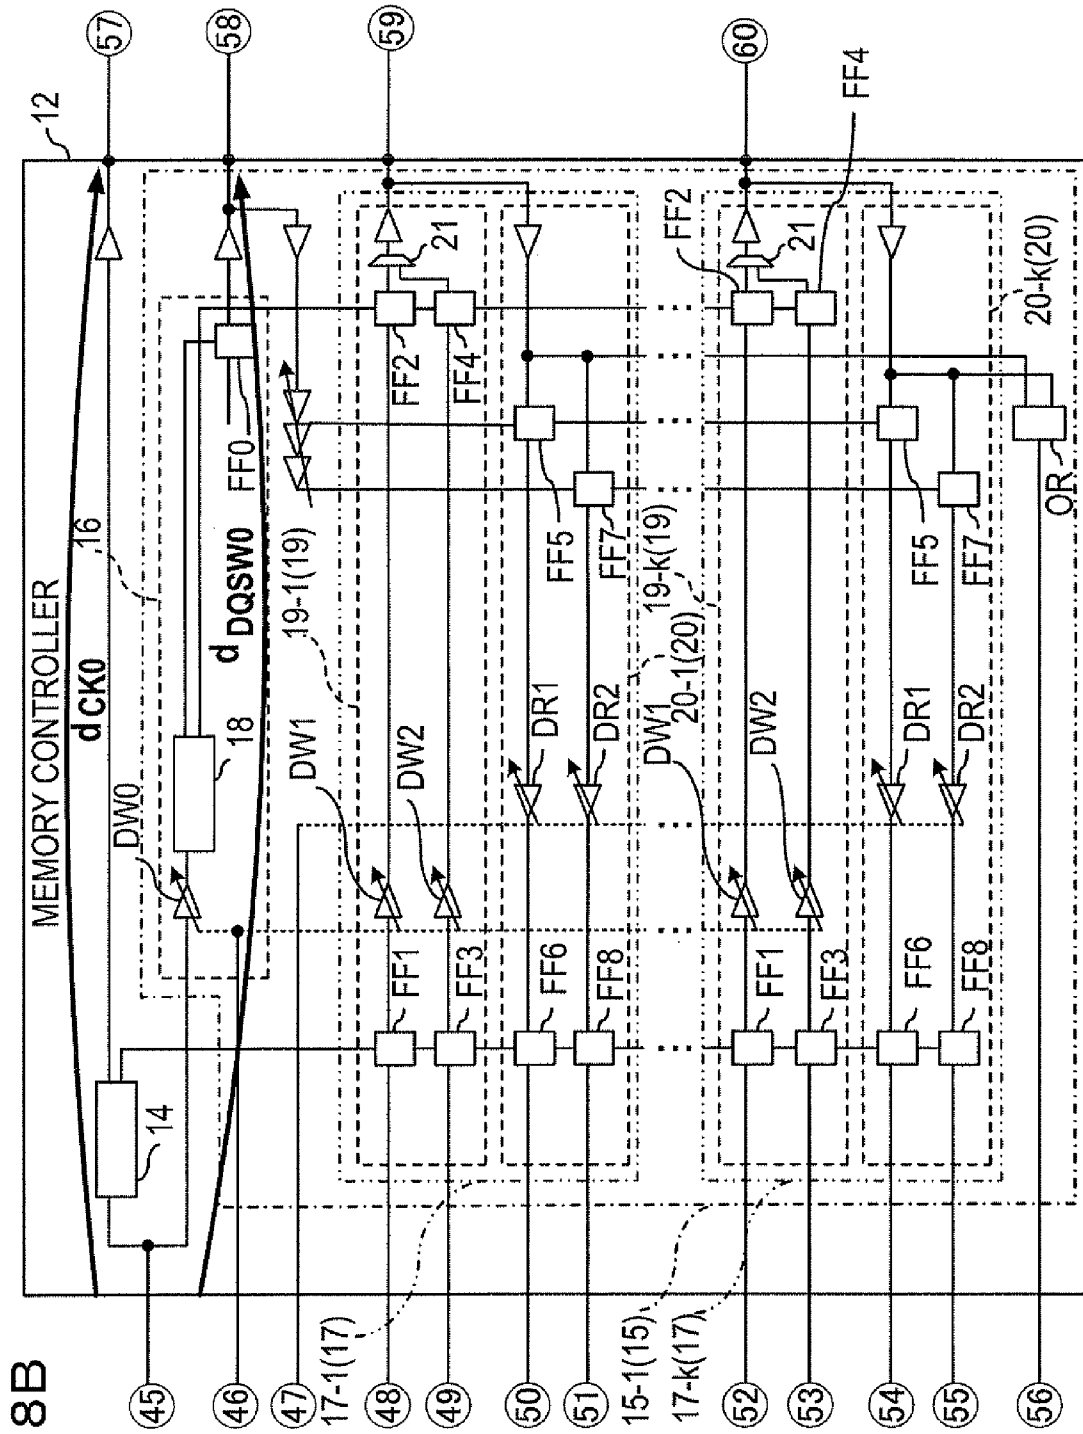 8B
MEMORY CONTROLLER
12
57
58
59
60
45
46
47
48
49
50
51
52
53
54
55
56
dCK0
dDQSW0
14
16
18
DW0
FF0
19-1(19)
DW1
DW2
FF1
FF3
FF2
FF4
21
FF6
FF8
DR1
DR2
FF5
FF7
20-1(20)
17-1(17)
19-k(19)
DW1
DW2
FF1
FF3
FF2
FF4
21
FF6
FF8
DR1
DR2
FF5
FF7
20-k(20)
OR
15-1(15)
17-k(17)